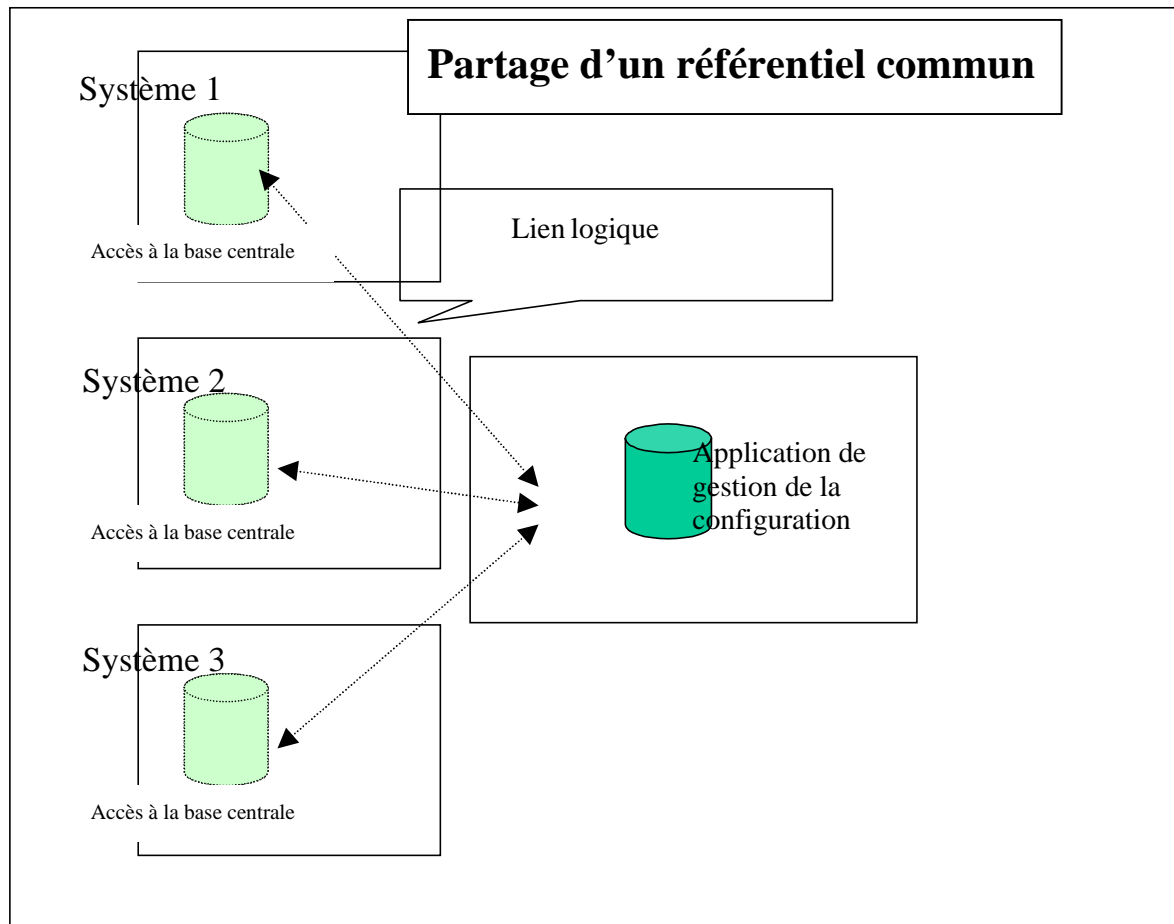 Partage d’un référentiel commun
Système 1
Accès à la base centrale
Lien logique
Système 2
Accès à la base centrale
Application de
gestion de la
configuration
Système 3
Accès à la base centrale